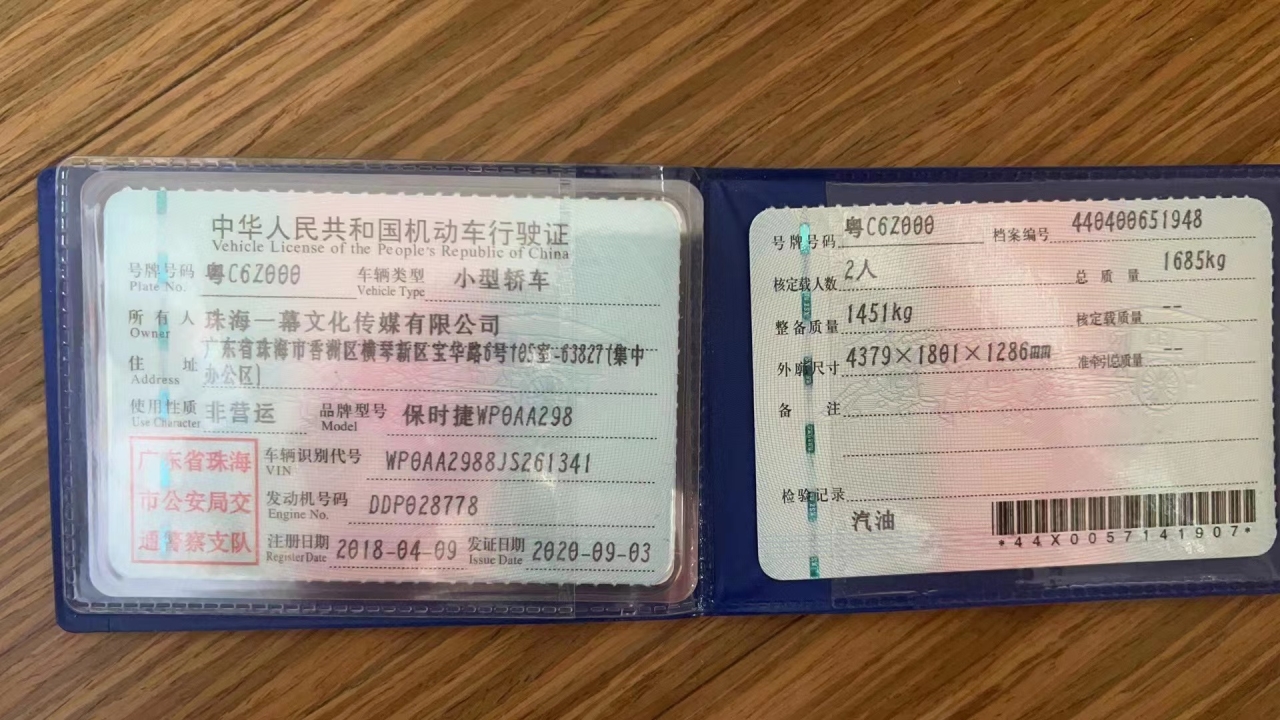 中华人民共和国机动车行驶证
Vehicle License of the People's Republic of China
号牌号码 粤C6Z000 车辆类型 小型轿车
Plate No. Vehicle Type
所有人 珠海一幕文化传媒有限公司
Owner
住址 广东省珠海市香洲区横琴新区宝华路6号105室-63827(集中
办公区)
Address
使用性质 非营运 品牌型号 保时捷WP0AA298
Use Character Model
广东省珠海
市公安局交
通警察支队
车辆识别代号 WP0AA2988JS261341
VIN
发动机号码 DDP028778
Engine No.
注册日期 2018-04-09 发证日期 2020-09-03
Register Date Issue Date
号牌号码 粤C6Z000 档案编号 440400651948
核定载人数 2人 总质量 1685kg
整备质量 1451kg 核定载质量 --
外廓尺寸 4379×1801×1286mm 准牵引总质量 --
备注
检验记录
汽油
*44X0057141907*